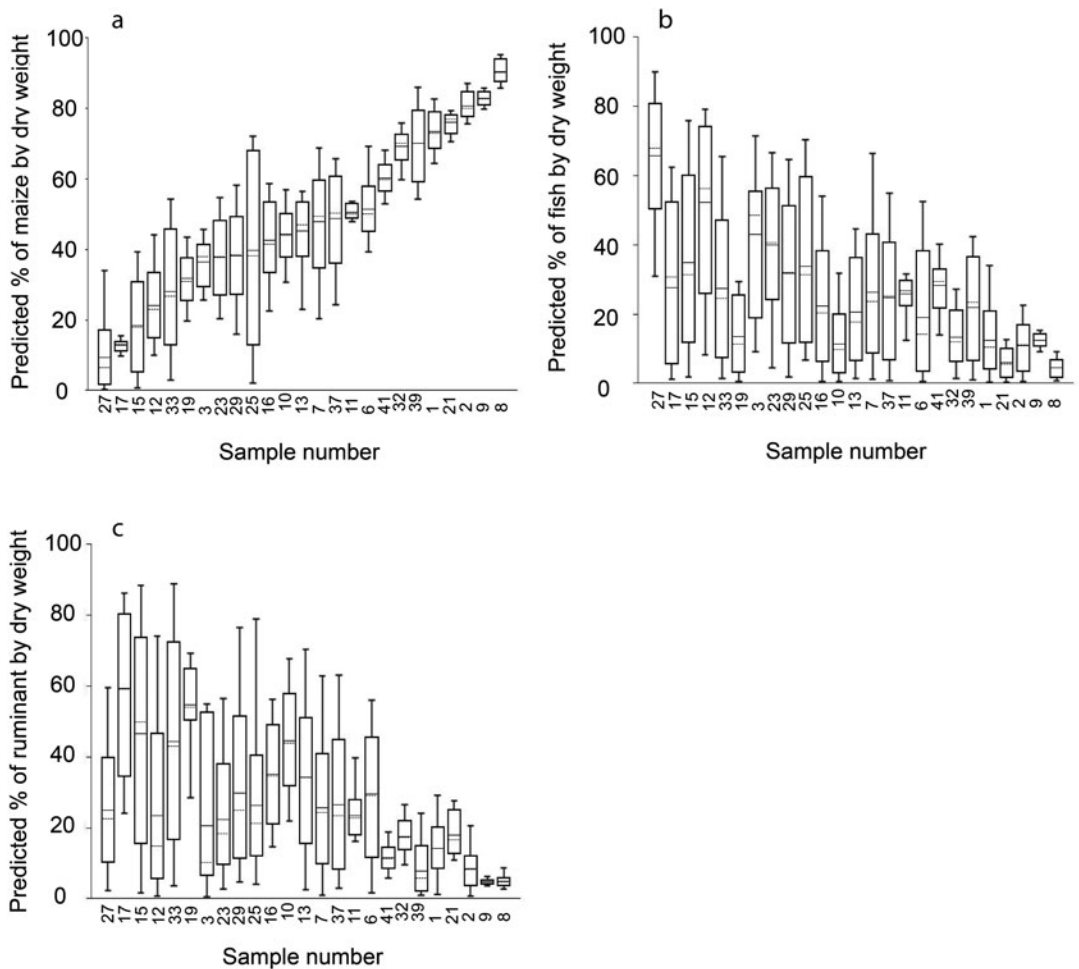 a
Predicted % of maize by dry weight
100
80
60
40
20
0
27 17 15 12 33 19 3 23 29 25 16 10 13 7 37 11 6 41 32 39 1 21 2 9 8
Sample number
b
Predicted % of fish by dry weight
100
80
60
40
20
0
27 17 15 12 33 19 3 23 29 25 16 10 13 7 37 11 6 41 32 39 1 21 2 9 8
Sample number
c
Predicted % of ruminant by dry weight
100
80
60
40
20
0
27 17 15 12 33 19 3 23 29 25 16 10 13 7 37 11 6 41 32 39 1 21 2 9 8
Sample number